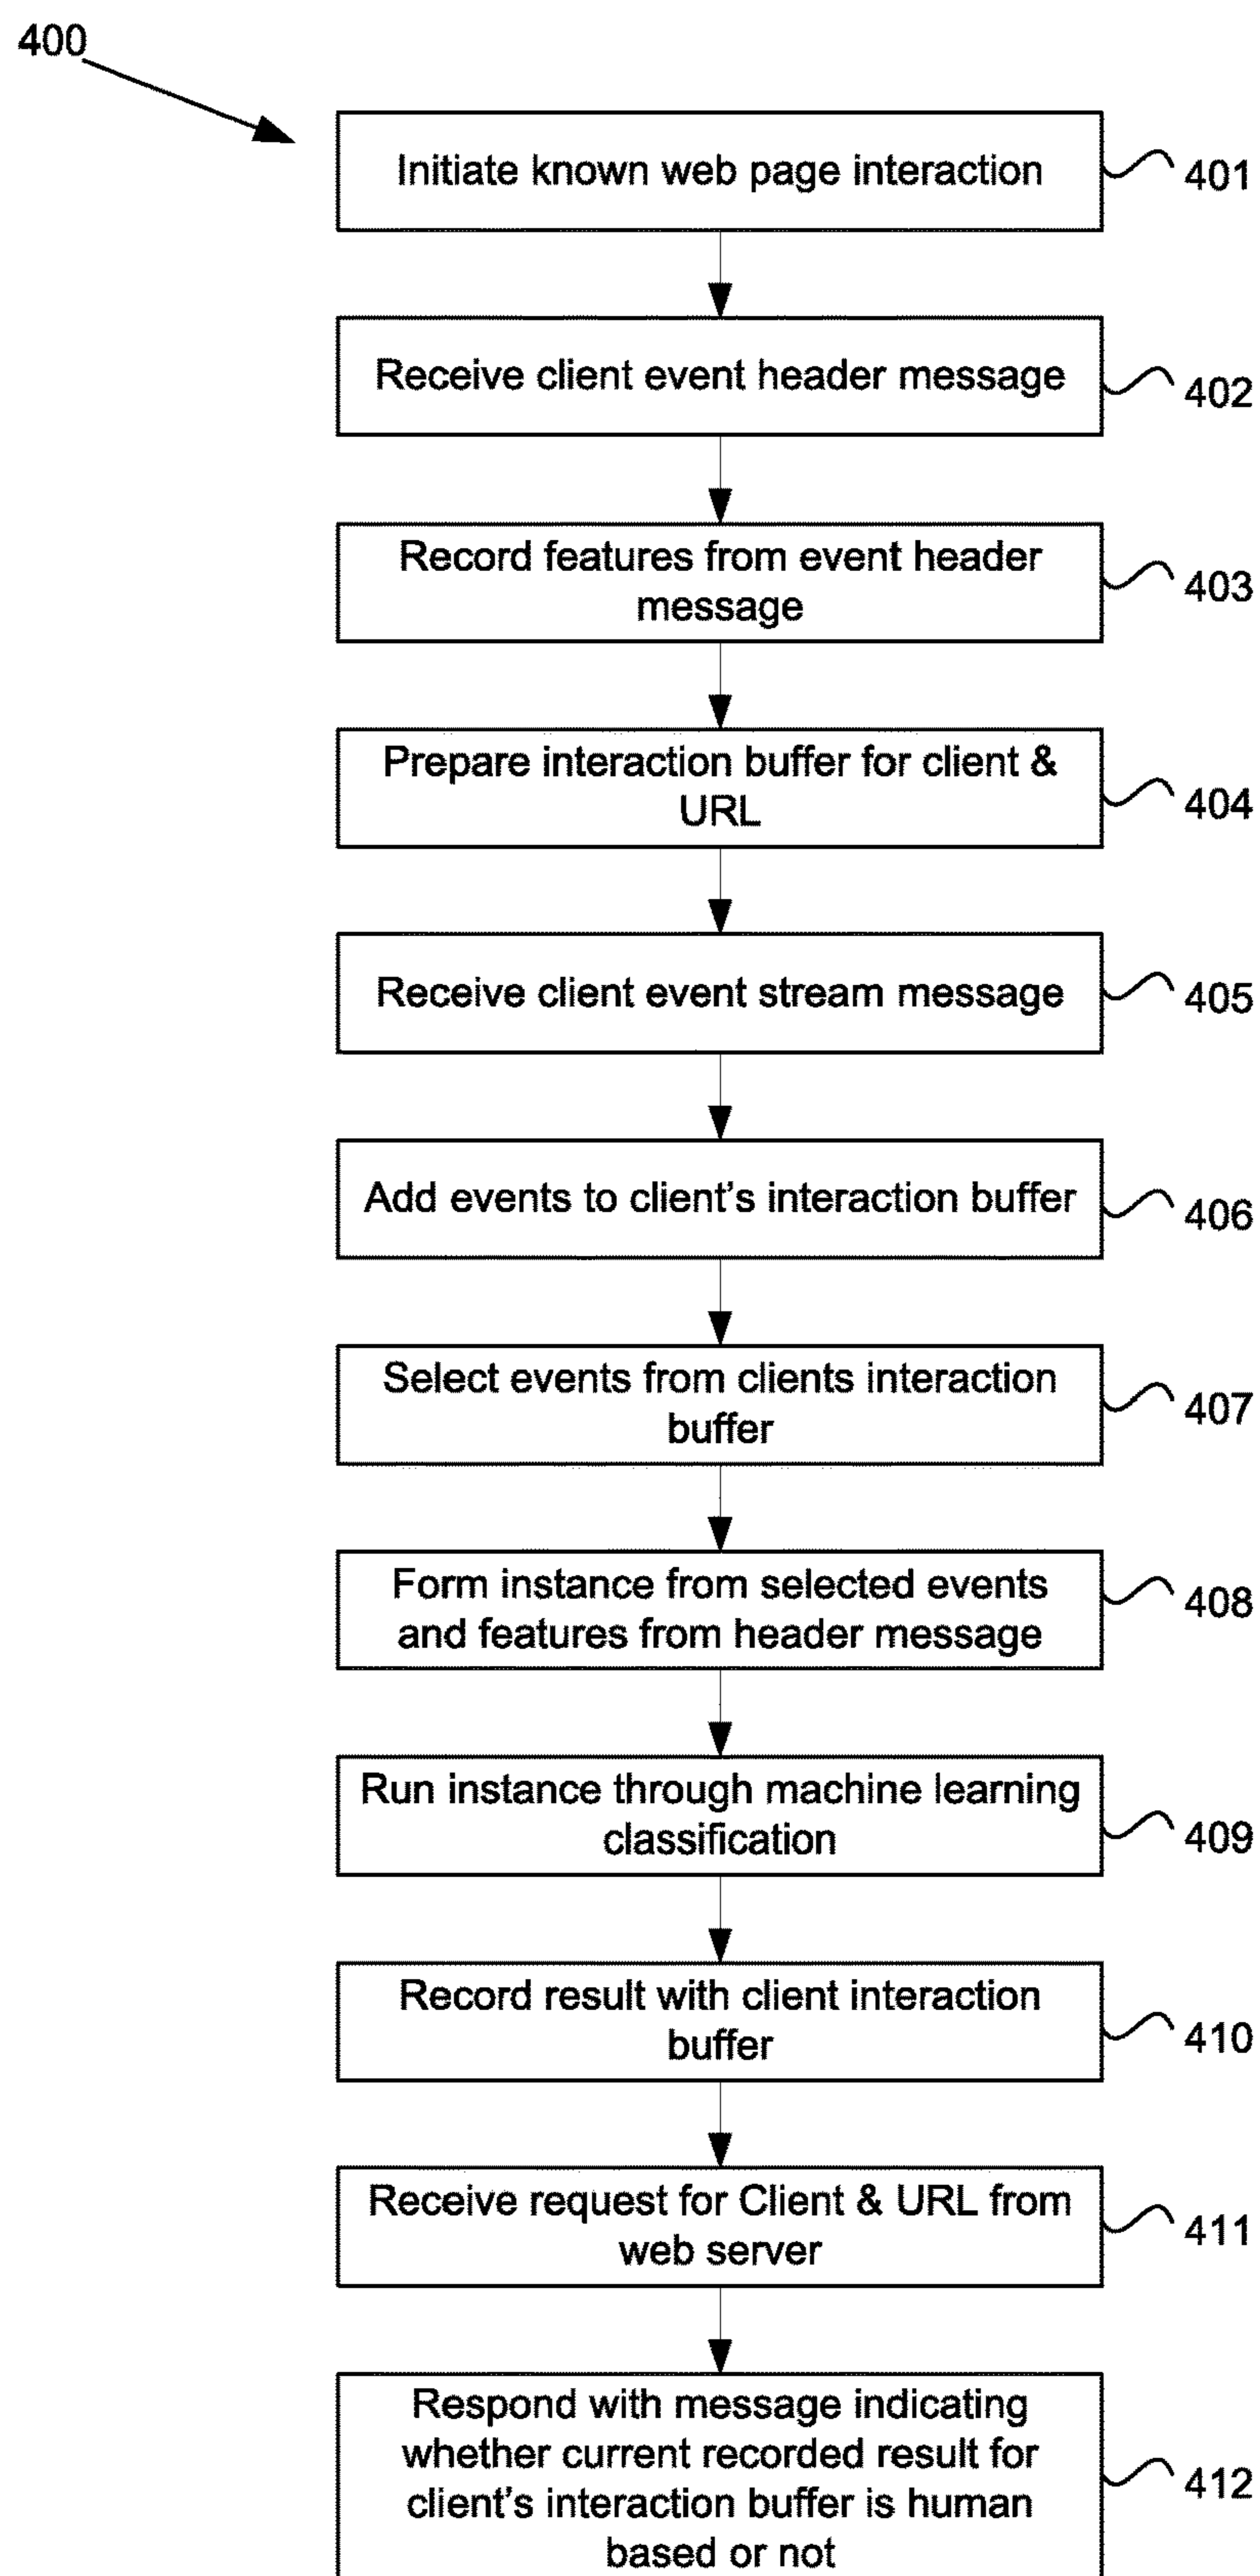 400
Initiate known web page interaction
401
Receive client event header message
402
Record features from event header
message
403
Prepare interaction buffer for client &
URL
404
Receive client event stream message
405
Add events to client's interaction buffer
406
Select events from clients interaction
buffer
407
Form instance from selected events
and features from header message
408
Run instance through machine learning
classification
409
Record result with client interaction
buffer
410
Receive request for Client & URL from
web server
411
Respond with message indicating
whether current recorded result for
client's interaction buffer is human
based or not
412